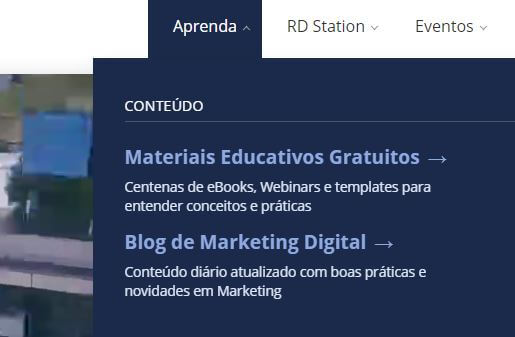 Aprenda RD Station Eventos
CONTEÚDO
Materiais Educativos Gratuitos →
Centenas de eBooks, Webinars e templates para
entender conceitos e práticas
Blog de Marketing Digital →
Conteúdo diário atualizado com boas práticas e
novidades em Marketing